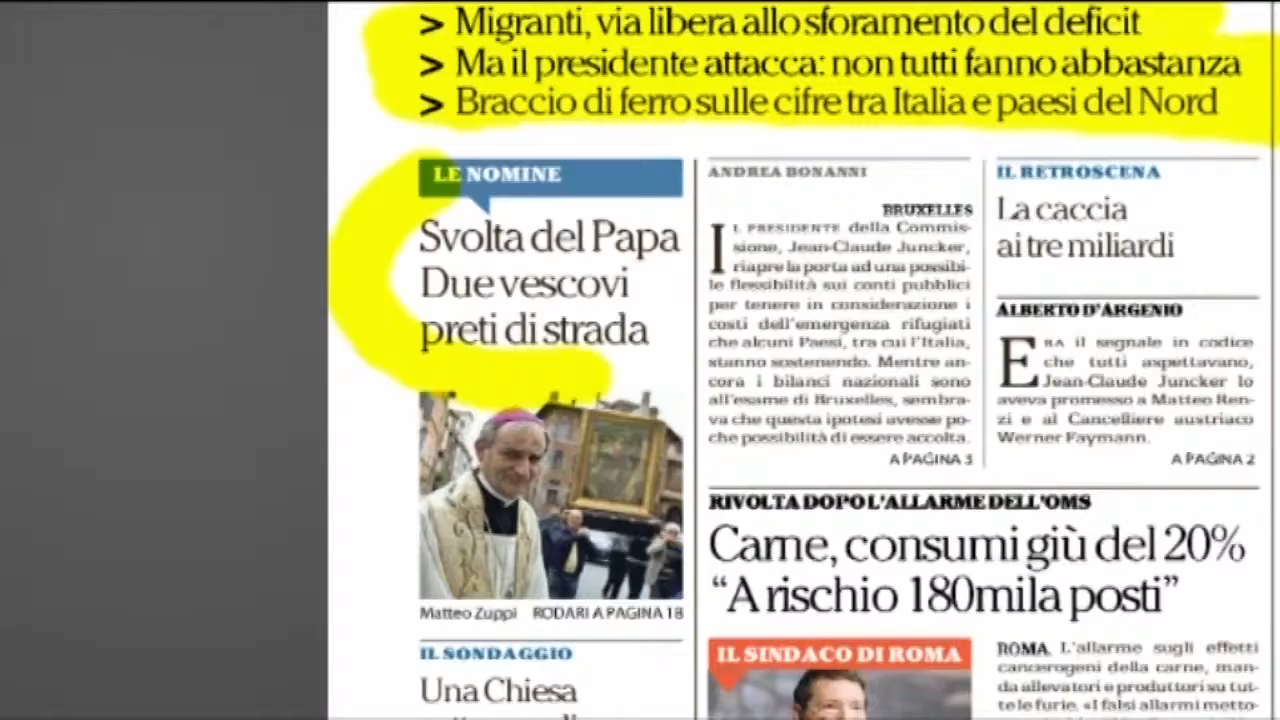 > Migranti, via libera allo sforamento del deficit
> Ma il presidente attacca: non tutti fanno abbastanza
> Braccio di ferro sulle cifre tra Italia e paesi del Nord
LE NOMINE
Svolta del Papa
Due vescovi
preti di strada
Matteo Zuppi RODARI A PAGINA 18
IL SONDAGGIO
Una Chiesa
ANDREA BONANNI
BRUXELLES
IL PRESIDENTE della Commis-
sione, Jean-Claude Juncker,
riapre la porta ad una possibi-
le flessibilità sui conti pubblici
per tenere in considerazione i
costi dell'emergenza rifugiati
che alcuni Paesi, tra cui l'Italia,
stanno sostenendo. Mentre an-
cora i bilanci nazionali sono
all'esame di Bruxelles, sembra-
va che questa ipotesi avesse po-
che possibilità di essere accolta.
A PAGINA 3
IL RETROSCENA
La caccia
ai tre miliardi
ALBERTO D'ARGENIO
ERA il segnale in codice
che tutti aspettavano,
Jean-Claude Juncker lo
aveva promesso a Matteo Ren-
zi e al Cancelliere austriaco
Werner Faymann.
A PAGINA 2
RIVOLTA DOPO L'ALLARME DELL'OMS
Carne, consumi giù del 20%
“A rischio 180mila posti”
IL SINDACO DI ROMA
ROMA. L'allarme sugli effetti
cancerogeni della carne, man-
da allevatori e produttori su tut-
te le furie. «I falsi allarmi metto-